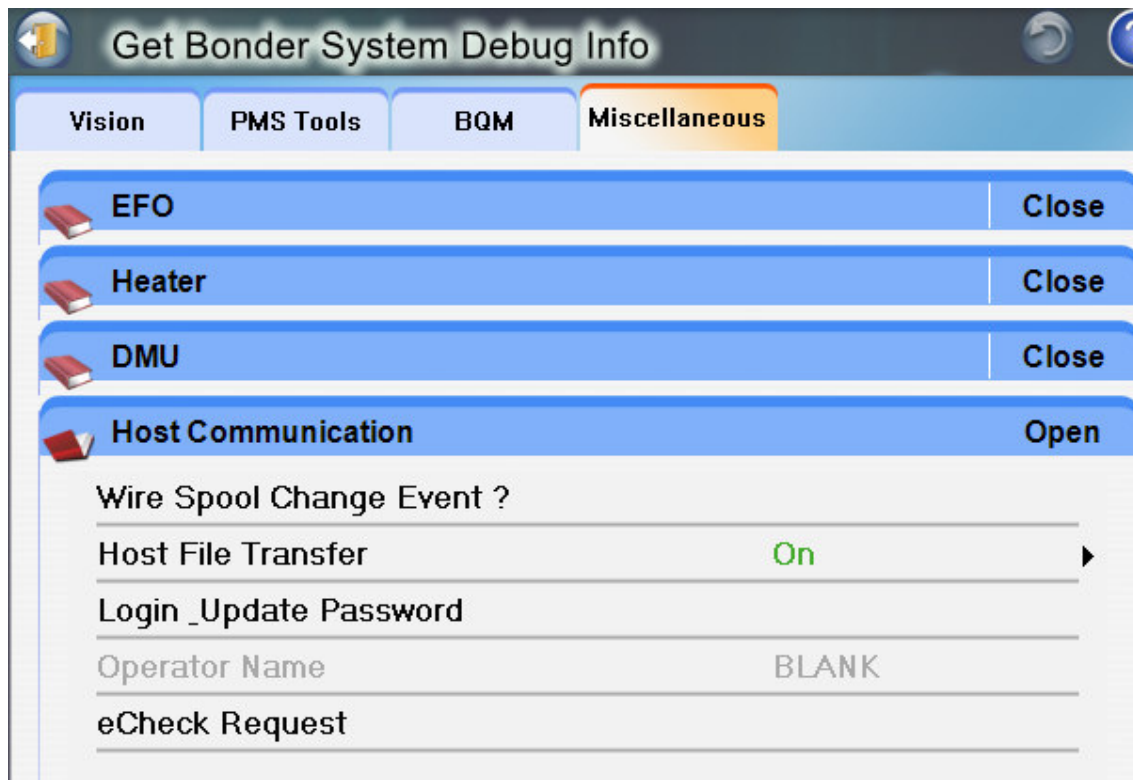 Get Bonder System Debug Info
Vision PMS Tools BQM Miscellaneous
EFO Close
Heater Close
DMU Close
Host Communication Open
Wire Spool Change Event ?
Host File Transfer On
Login _Update Password
Operator Name BLANK
eCheck Request